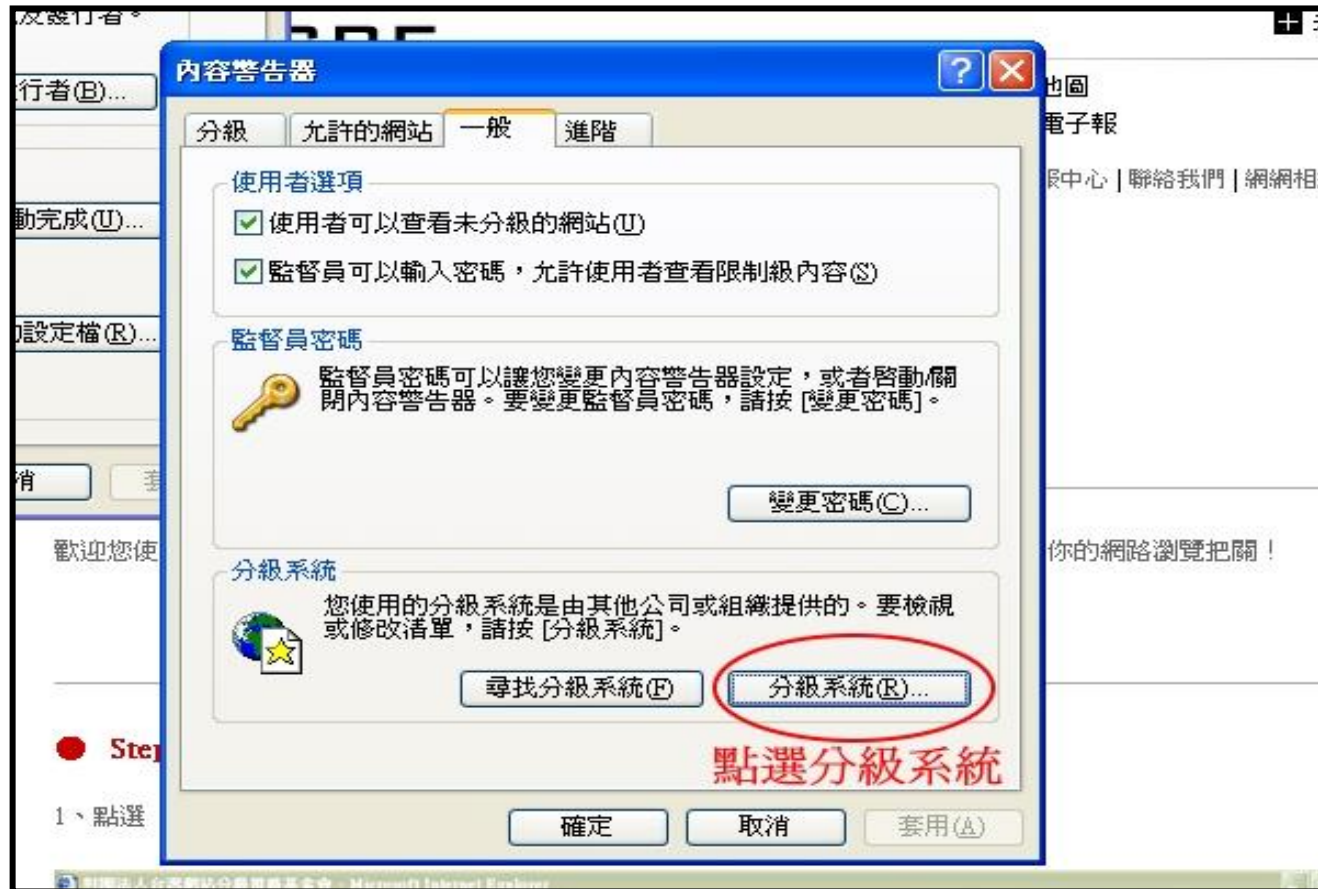 及發行者。
行者(B)...
動完成(U)...
設定檔(R)...
消
內容警告器
分級
允許的網站
一般
進階
使用者選項
使用者可以查看未分級的網站(U)
監督員可以輸入密碼，允許使用者查看限制級內容(S)
監督員密碼
監督員密碼可以讓您變更內容警告器設定，或者啟動/關
閉內容警告器。要變更監督員密碼，請按 [變更密碼]。
變更密碼(C)...
分級系統
您使用的分級系統是由其他公司或組織提供的。要檢視
或修改清單，請按 [分級系統]。
尋找分級系統(F)
分級系統(R)...
點選分級系統
確定
取消
套用(A)
地圖
電子報
中心 | 聯絡我們 | 網網相
歡迎您使
你的網路瀏覽把關！
Step
1、點選
Microsoft Internet Explorer